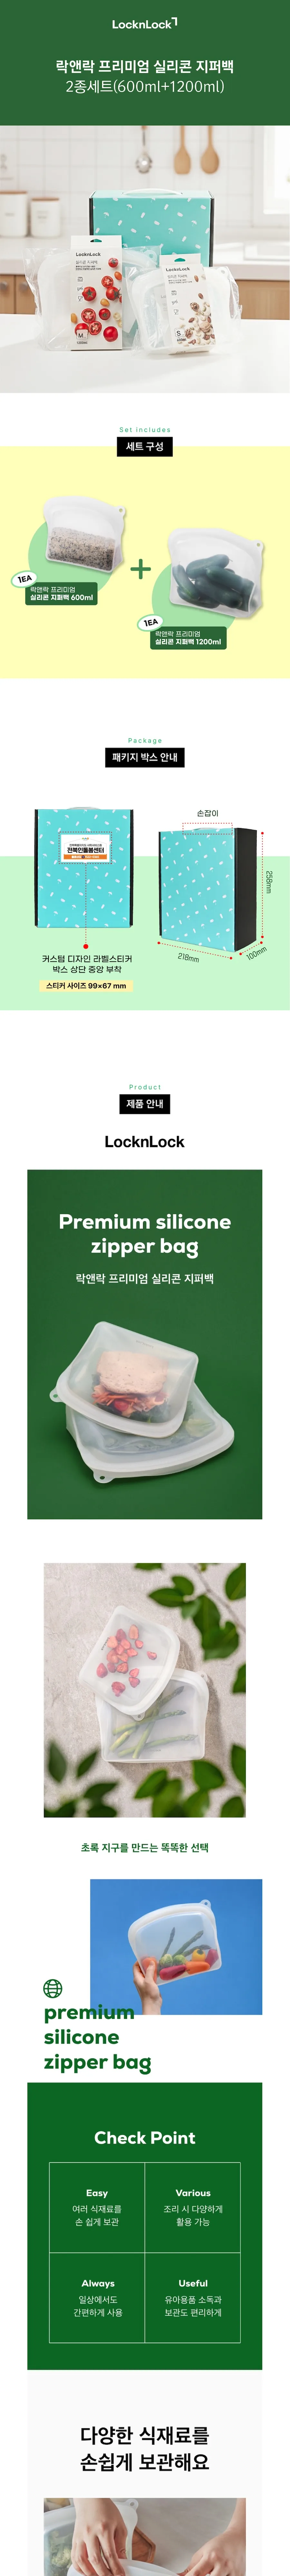 LocknLock
락앤락 프리미엄 실리콘 지퍼백
2종세트(600ml+1200ml)
LocknLock
LocknLock
M
S
Set includes
세트 구성
1EA
락앤락 프리미엄
실리콘 지퍼백 600ml
+
1EA
락앤락 프리미엄
실리콘 지퍼백 1200ml
Package
패키지 박스 안내
손잡이
전북인돌봄센터
258mm
218mm
100mm
커스텀 디자인 라벨스티커
박스 상단 중앙 부착
스티커 사이즈 99×67 mm
Product
제품 안내
LocknLock
Premium silicone
zipper bag
락앤락 프리미엄 실리콘 지퍼백
초록 지구를 만드는 똑똑한 선택
premium
silicone
zipper bag
Check Point
Easy
여러 식재료를
손 쉽게 보관
Various
조리 시 다양하게
활용 가능
Always
일상에서도
간편하게 사용
Useful
유아용품 소독과
보관도 편리하게
다양한 식재료를
손쉽게 보관해요